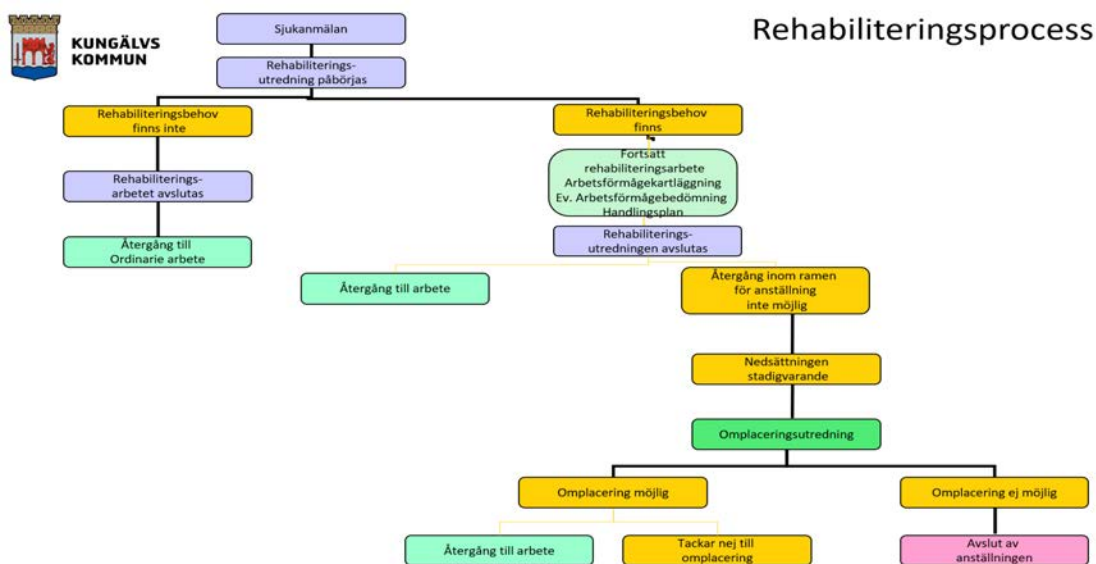 Rehabiliteringsprocess
KUNGÄLVS
KOMMUN
Sjukanmälan
Rehabiliterings-
utredning påbörjas
Rehabiliteringsbehov
finns inte
Rehabiliteringsbehov
finns
Rehabiliterings-
arbetet avslutas
Fortsatt
rehabiliteringsarbete
Arbetsförmågekartläggning
Ev. Arbetsförmågebedömning
Handlingsplan
Återgång till
Ordinarie arbete
Rehabiliterings-
utredningen avslutas
Återgång till arbete
Återgång inom ramen
för anställning
inte möjlig
Nedsättningen
stadigvarande
Omplaceringsutredning
Omplacering möjlig
Omplacering ej möjlig
Återgång till arbete
Tackar nej till
omplacering
Avslut av
anställningen